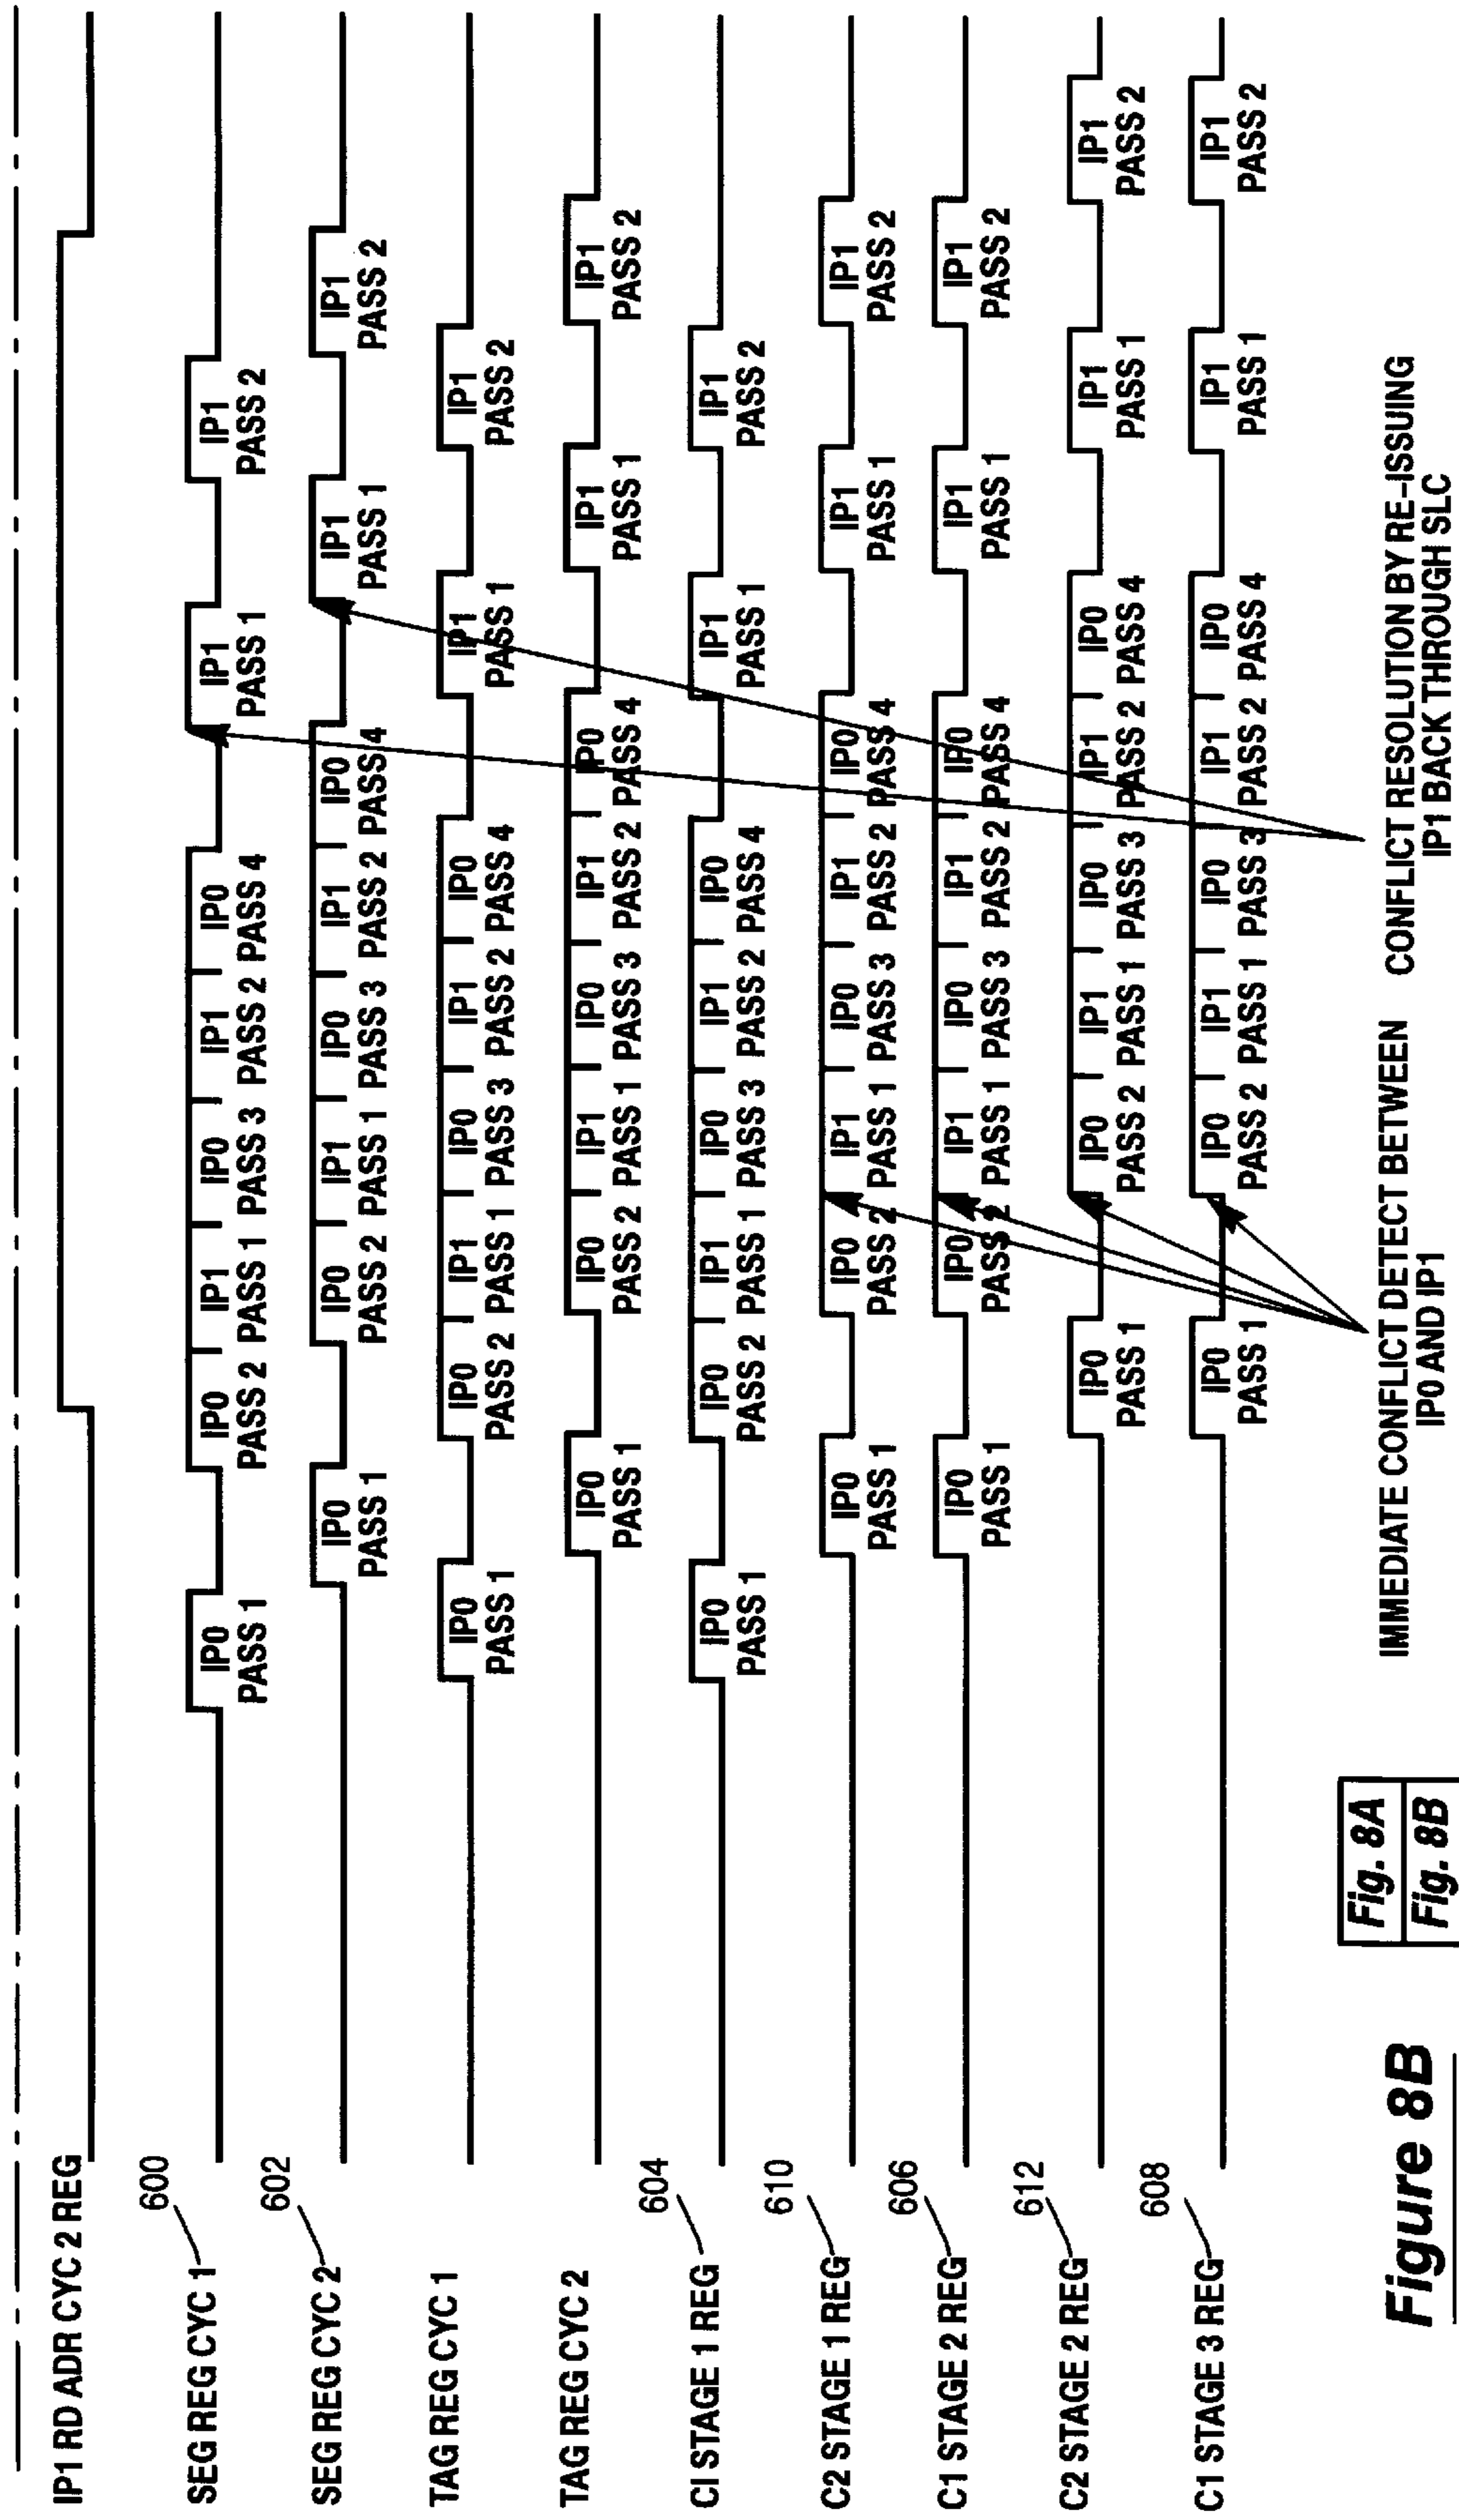 IP1 RD ADR CYC 2 REG
600
SEG REG CYC 1
IP0 IP0 IP1 IP0 IP1 IP0 IP1 IP1
PASS 1 PASS 2 PASS 1 PASS 3 PASS 2 PASS 4 PASS 1 PASS 2
602
SEG REG CYC 2
IP0 IP0 IP1 IP0 IP1 IP0 IP1 IP1
PASS 1 PASS 2 PASS 1 PASS 3 PASS 2 PASS 4 PASS 1 PASS 2
TAG REG CYC 1
IP0 IP0 IP1 IP0 IP1 IP0 IP1 IP1
PASS 1 PASS 2 PASS 1 PASS 3 PASS 2 PASS 4 PASS 1 PASS 2
TAG REG CYC 2
IP0 IP0 IP1 IP0 IP1 IP0 IP1 IP1
PASS 1 PASS 2 PASS 1 PASS 3 PASS 2 PASS 4 PASS 1 PASS 2
604
CI STAGE 1 REG
IP0 IP0 IP1 IP0 IP1 IP0 IP1 IP1
PASS 1 PASS 2 PASS 1 PASS 3 PASS 2 PASS 4 PASS 1 PASS 2
610
C2 STAGE 1 REG
IP0 IP0 IP1 IP0 IP1 IP0 IP1 IP1
PASS 1 PASS 2 PASS 1 PASS 3 PASS 2 PASS 4 PASS 1 PASS 2
606
C1 STAGE 2 REG
IP0 IP0 IP1 IP0 IP1 IP0 IP1 IP1
PASS 1 PASS 2 PASS 1 PASS 3 PASS 2 PASS 4 PASS 1 PASS 2
612
C2 STAGE 2 REG
IP0 IP0 IP1 IP0 IP1 IP0 IP1 IP1
PASS 1 PASS 2 PASS 1 PASS 3 PASS 2 PASS 4 PASS 1 PASS 2
608
C1 STAGE 3 REG
IP0 IP0 IP1 IP0 IP1 IP0 IP1 IP1
PASS 1 PASS 2 PASS 1 PASS 3 PASS 2 PASS 4 PASS 1 PASS 2
IMMEDIATE CONFLICT DETECT BETWEEN
IP0 AND IP1
CONFLICT RESOLUTION BY RE-ISSUING
IP1 BACK THROUGH SLC
Fig. 8A
Fig. 8B
Figure 8B